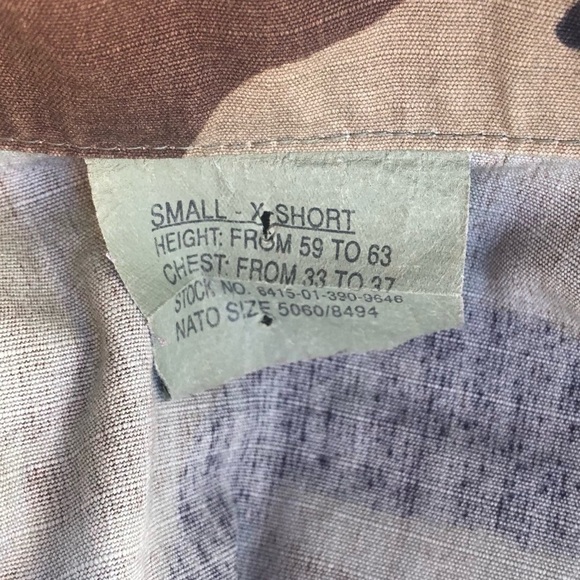 SMALL - X-SHORT
HEIGHT: FROM 59 TO 63
CHEST: FROM 33 TO 37
STOCK NO. 8415-01-390-9646
NATO SIZE 5060/8494